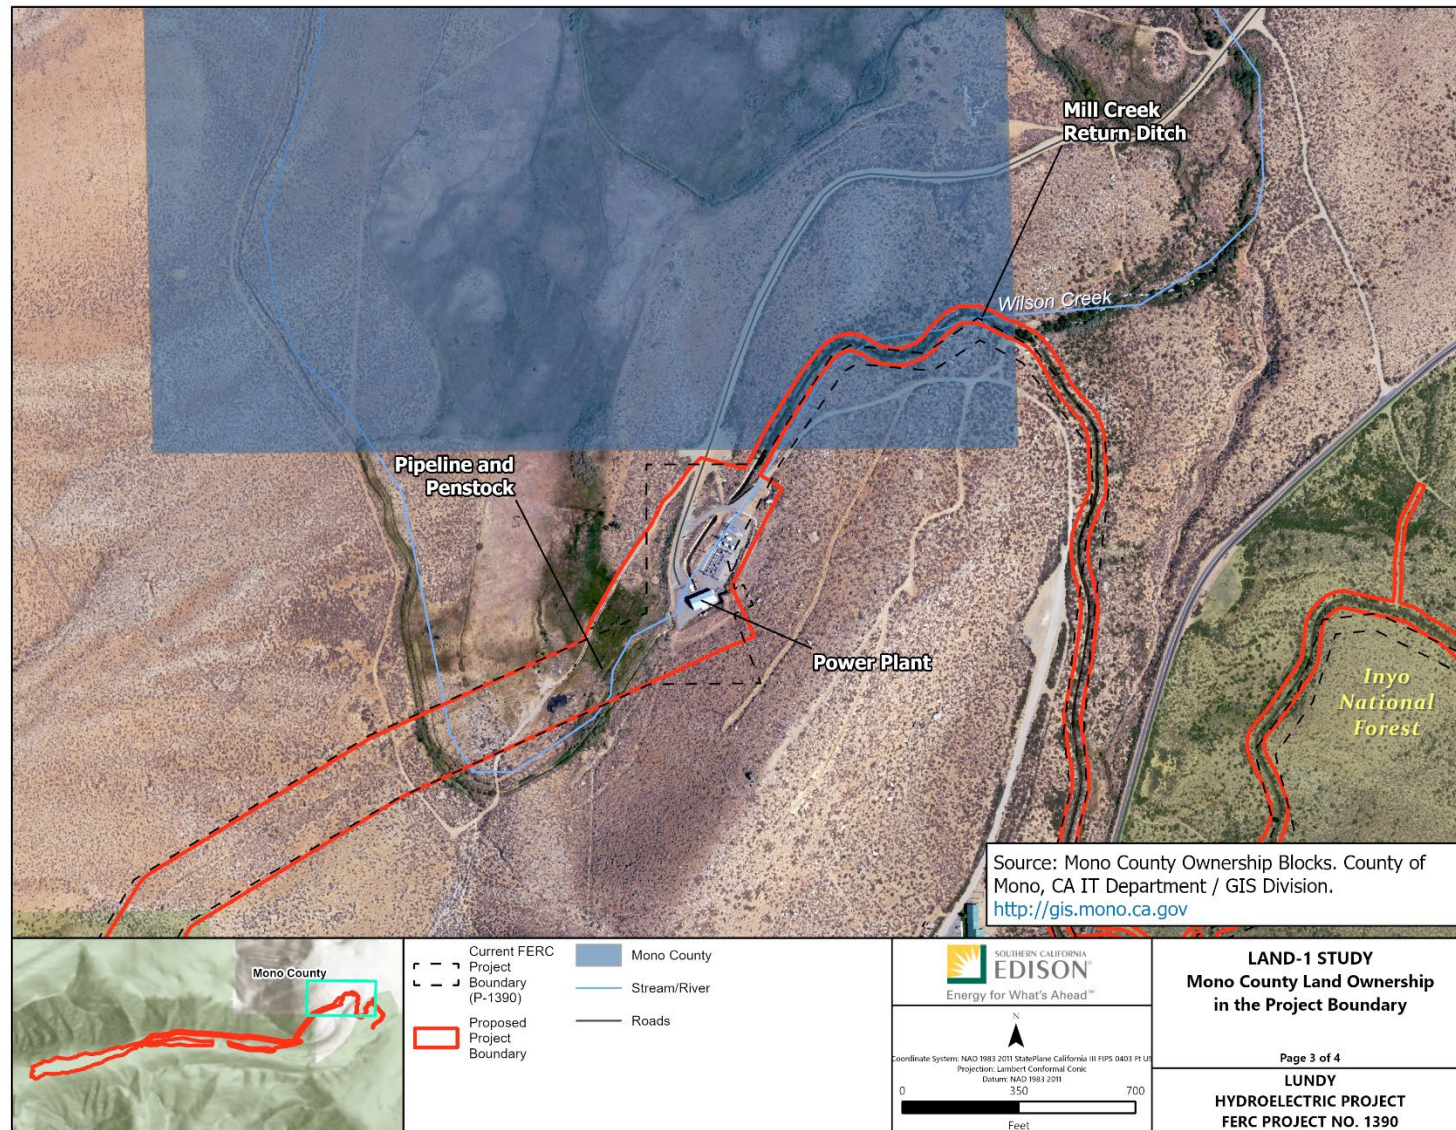 Mill Creek
Return Ditch
Wilson Creek
Pipeline and
Penstock
Power Plant
Inyo
National
Forest
Source: Mono County Ownership Blocks. County of
Mono, CA IT Department / GIS Division.
http://gis.mono.ca.gov
Mono County
Current FERC
Project
Boundary
(P-1390)
Proposed
Project
Boundary
Mono County
Stream/River
Roads
SOUTHERN CALIFORNIA
EDISON®
Energy for What's Ahead℠
N
Coordinate System: NAD 1983 2011 StatePlane California III FIPS 0403 Ft US
Projection: Lambert Conformal Conic
Datum: NAD 1983 2011
0 350 700
Feet
LAND-1 STUDY
Mono County Land Ownership
in the Project Boundary
Page 3 of 4
LUNDY
HYDROELECTRIC PROJECT
FERC PROJECT NO. 1390